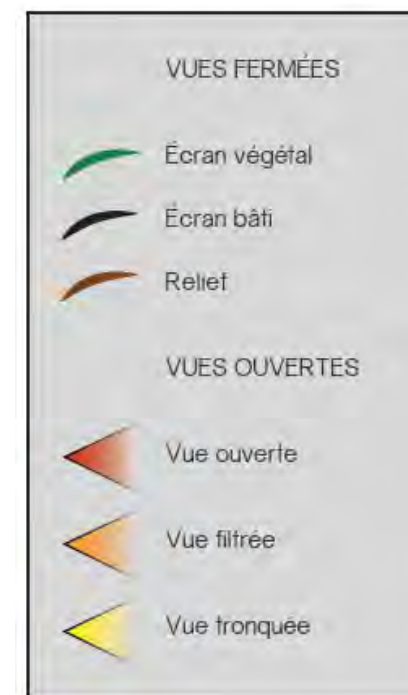 VUES FERMÉES
Écran végétal
Écran bâti
Relief
VUES OUVERTES
Vue ouverte
Vue filtrée
Vue tronquée